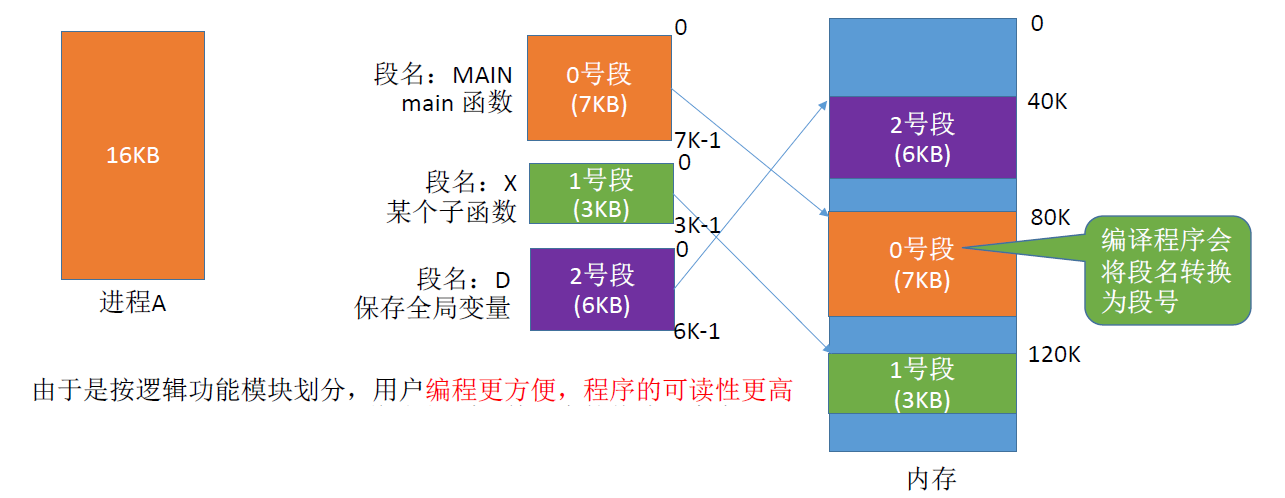 16KB
进程A
段名：MAIN
main 函数
0号段
(7KB)
0
7K-1
段名：X
某个子函数
1号段
(3KB)
0
3K-1
段名：D
保存全局变量
2号段
(6KB)
0
6K-1
0
40K
2号段
(6KB)
80K
0号段
(7KB)
120K
1号段
(3KB)
内存
编译程序会
将段名转换
为段号
由于是按逻辑功能模块划分，用户编程更方便，程序的可读性更高